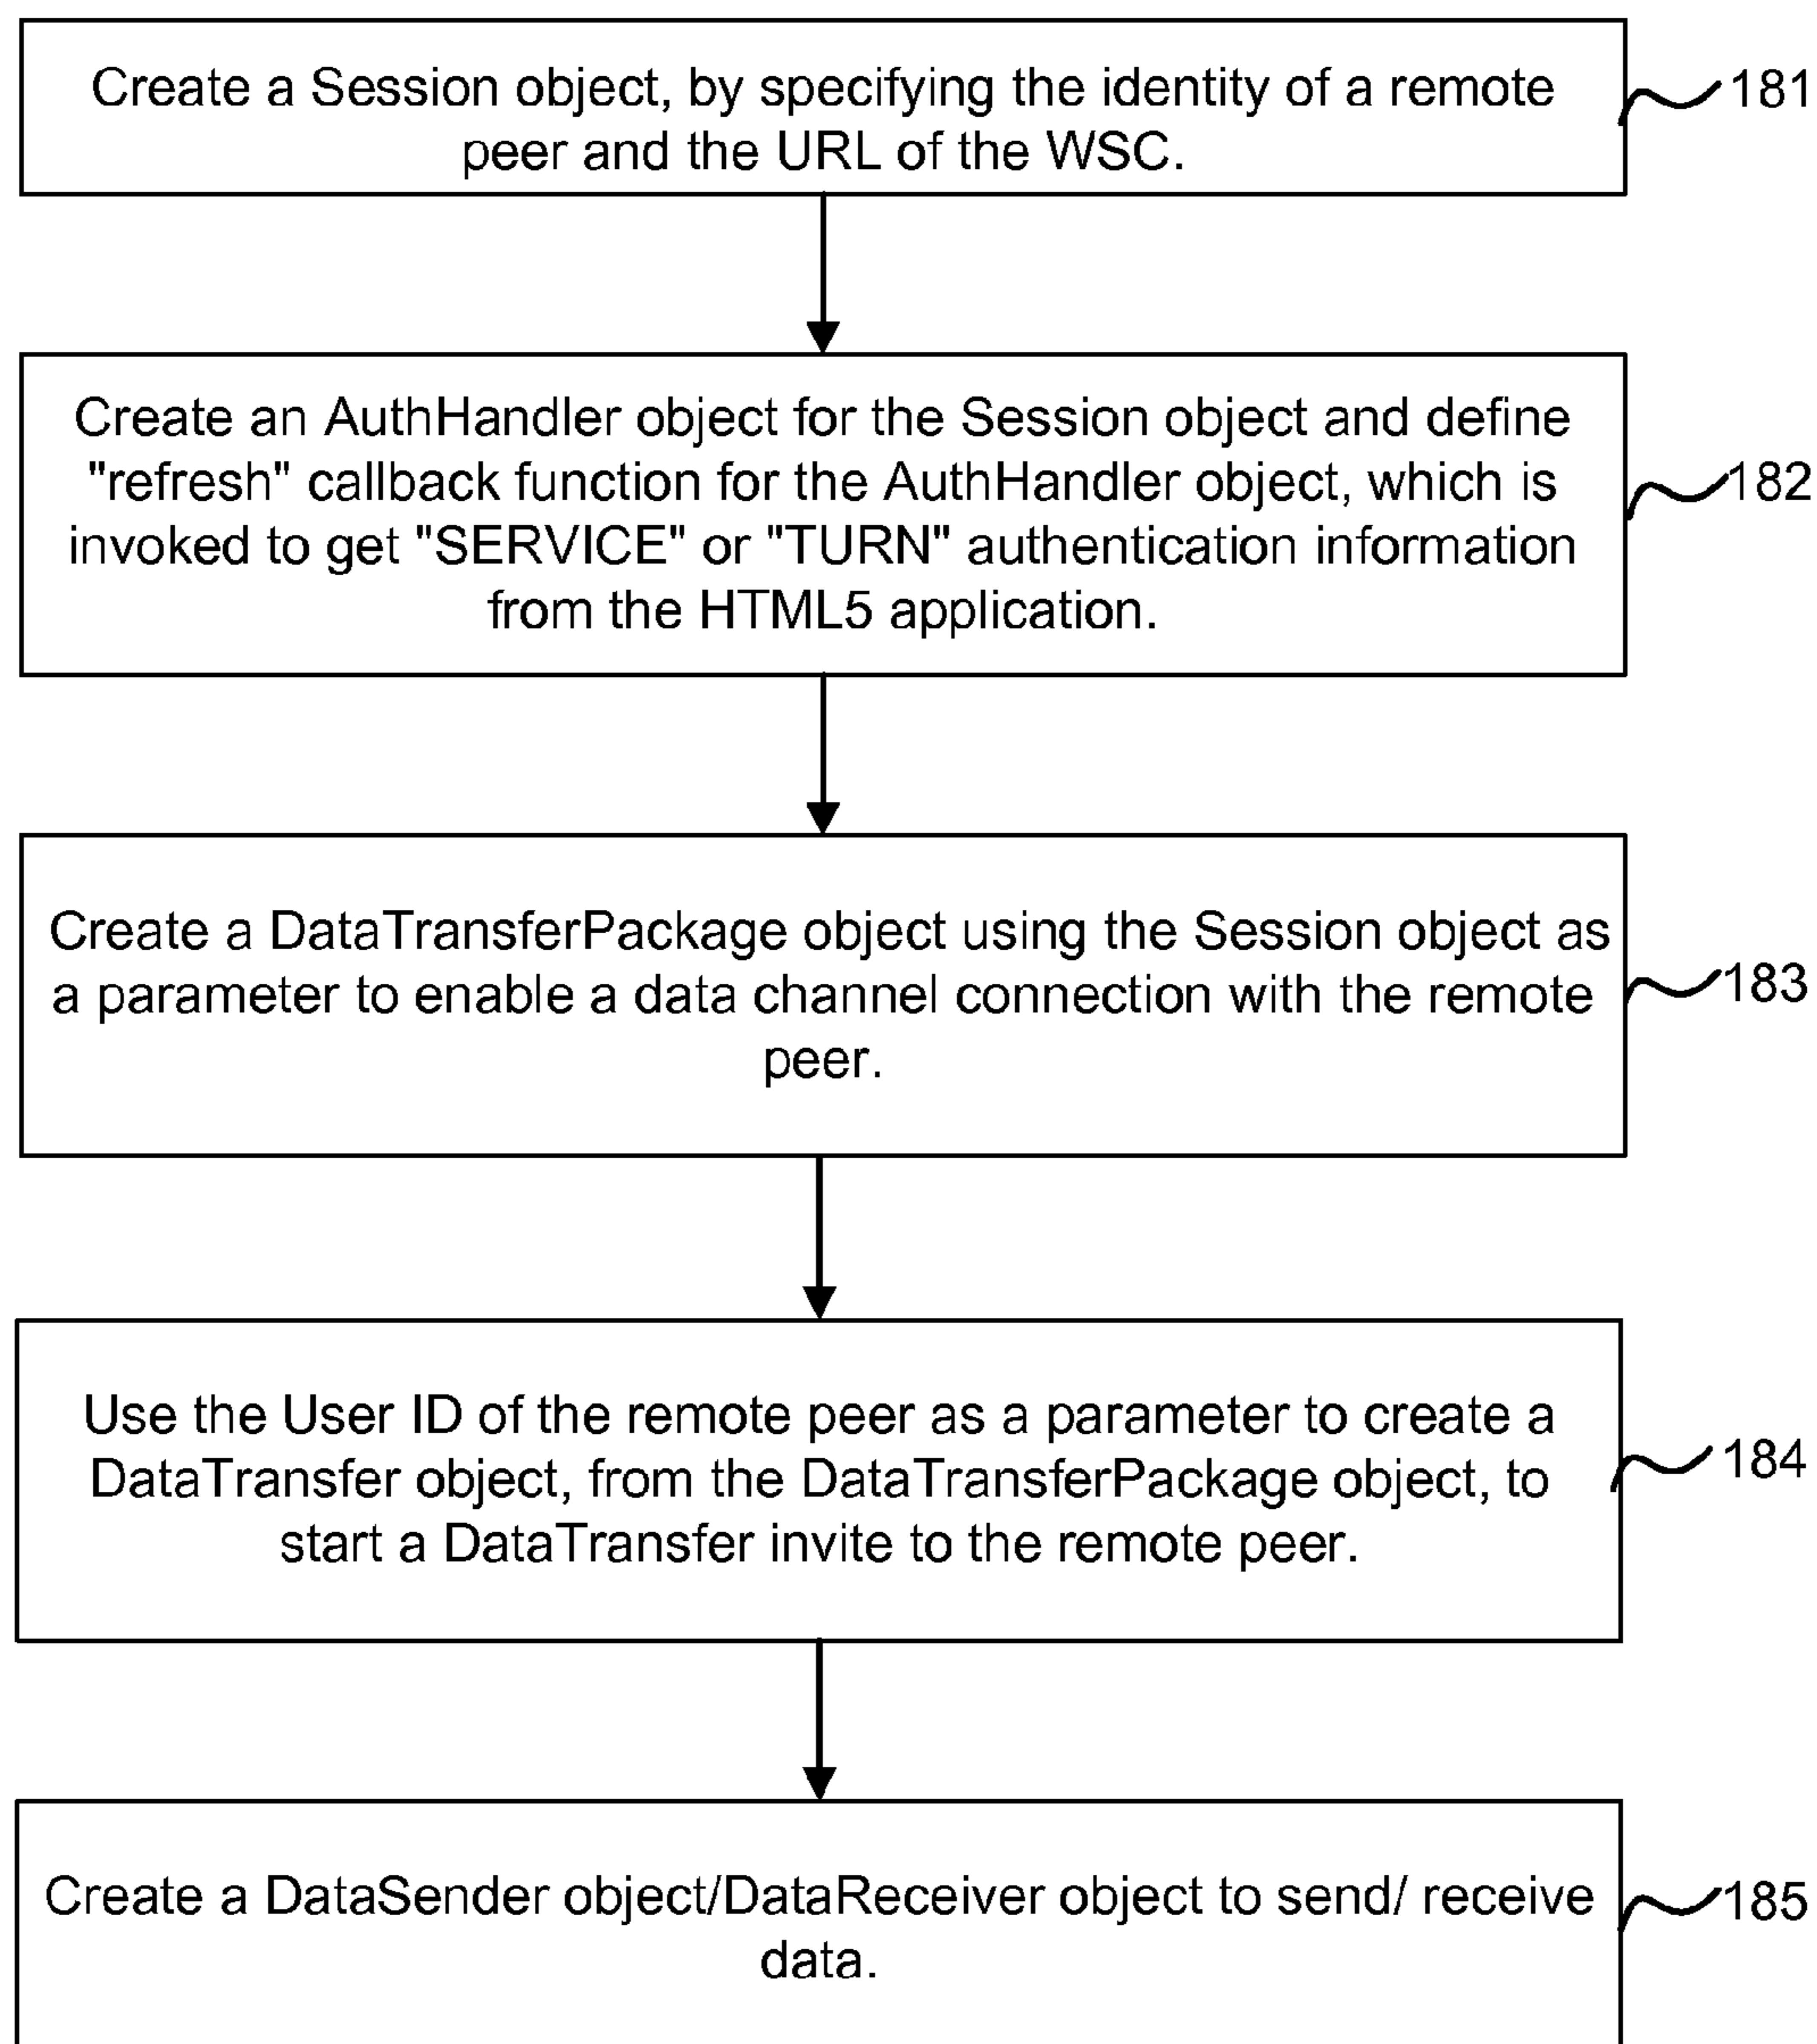 Create a Session object, by specifying the identity of a remote
peer and the URL of the WSC.
181
Create an AuthHandler object for the Session object and define
"refresh" callback function for the AuthHandler object, which is
invoked to get "SERVICE" or "TURN" authentication information
from the HTML5 application.
182
Create a DataTransferPackage object using the Session object as
a parameter to enable a data channel connection with the remote
peer.
183
Use the User ID of the remote peer as a parameter to create a
DataTransfer object, from the DataTransferPackage object, to
start a DataTransfer invite to the remote peer.
184
Create a DataSender object/DataReceiver object to send/ receive
data.
185